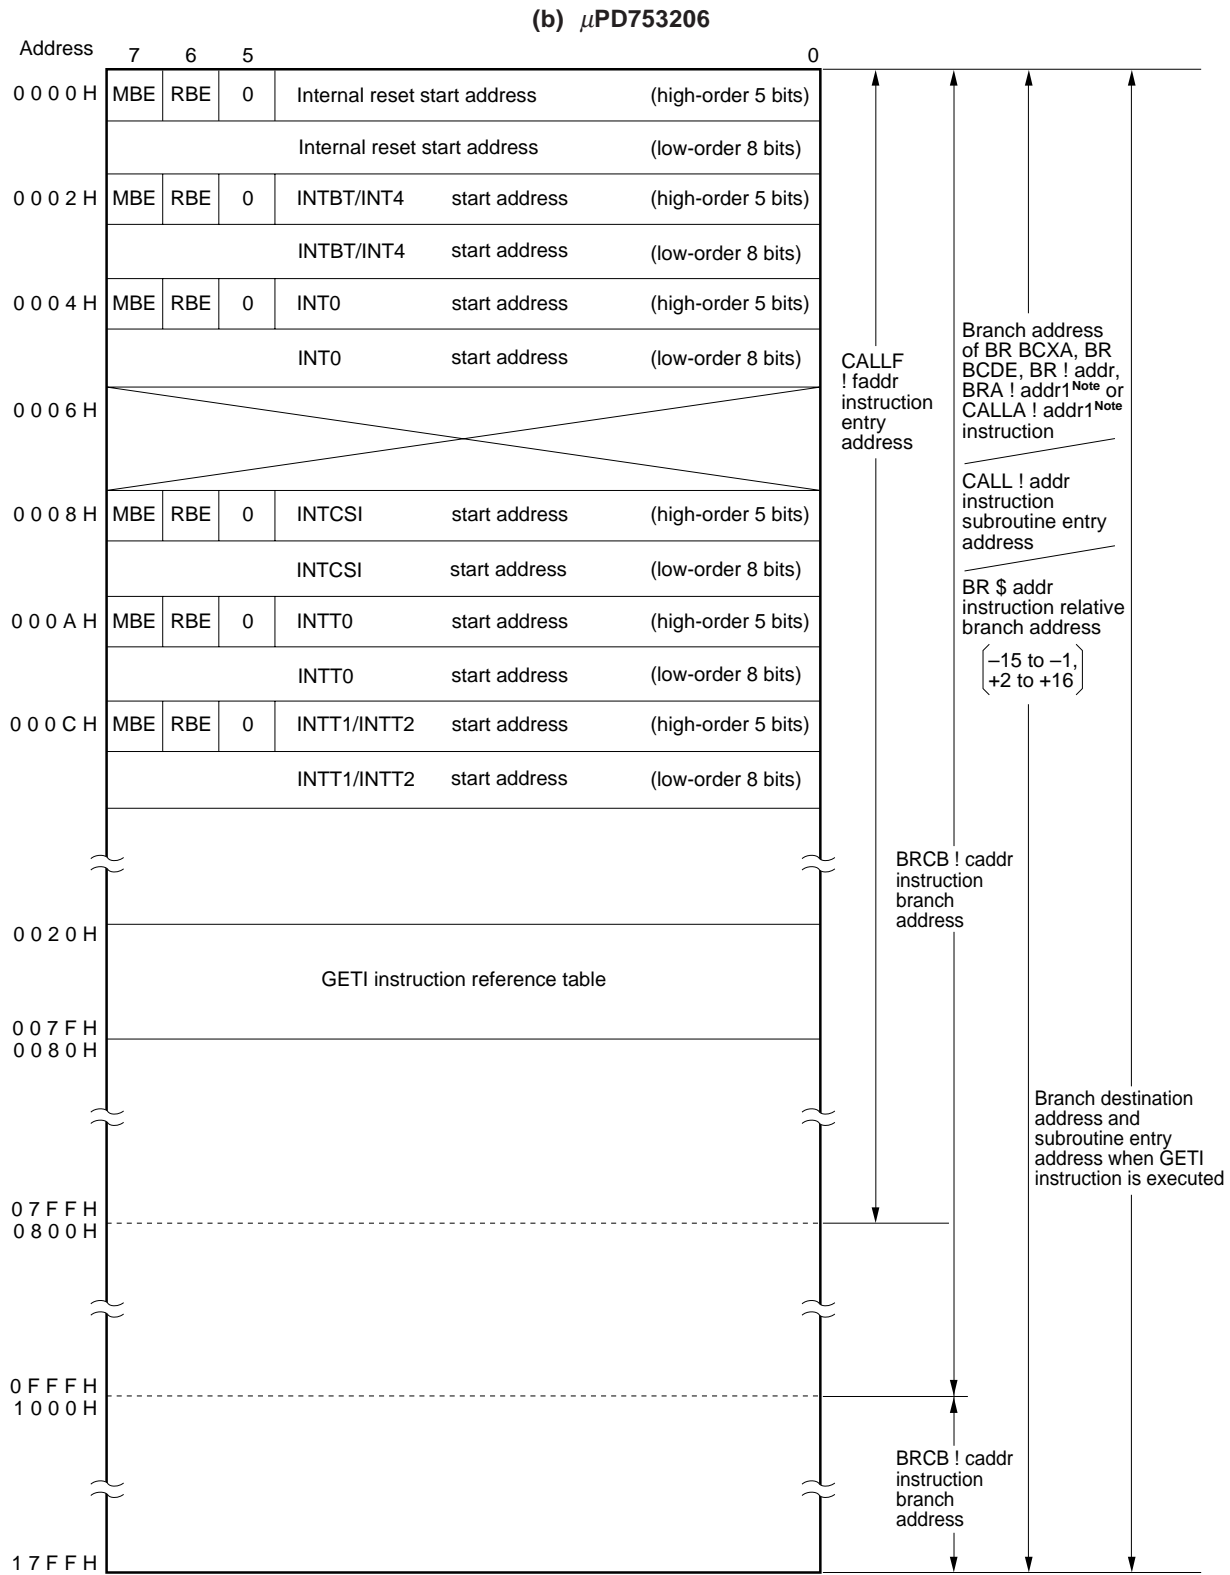 (b) μPD753206
Address
7 6 5 0
0000H MBE RBE 0 Internal reset start address (high-order 5 bits)
Internal reset start address (low-order 8 bits)
0002H MBE RBE 0 INTBT/INT4 start address (high-order 5 bits)
INTBT/INT4 start address (low-order 8 bits)
0004H MBE RBE 0 INT0 start address (high-order 5 bits)
INT0 start address (low-order 8 bits)
0006H
0008H MBE RBE 0 INTCSI start address (high-order 5 bits)
INTCSI start address (low-order 8 bits)
000AH MBE RBE 0 INTT0 start address (high-order 5 bits)
INTT0 start address (low-order 8 bits)
000CH MBE RBE 0 INTT1/INTT2 start address (high-order 5 bits)
INTT1/INTT2 start address (low-order 8 bits)
0020H
GETI instruction reference table
007FH
0080H
07FFH
0800H
0FFFH
1000H
17FFH
CALLF
! faddr
instruction
entry
address
Branch address
of BR BCXA, BR
BCDE, BR ! addr,
BRA ! addr1Note or
CALLA ! addr1Note
instruction
CALL ! addr
instruction
subroutine entry
address
BR $ addr
instruction relative
branch address
–15 to –1,
+2 to +16
BRCB ! caddr
instruction
branch
address
Branch destination
address and
subroutine entry
address when GETI
instruction is executed
BRCB ! caddr
instruction
branch
address